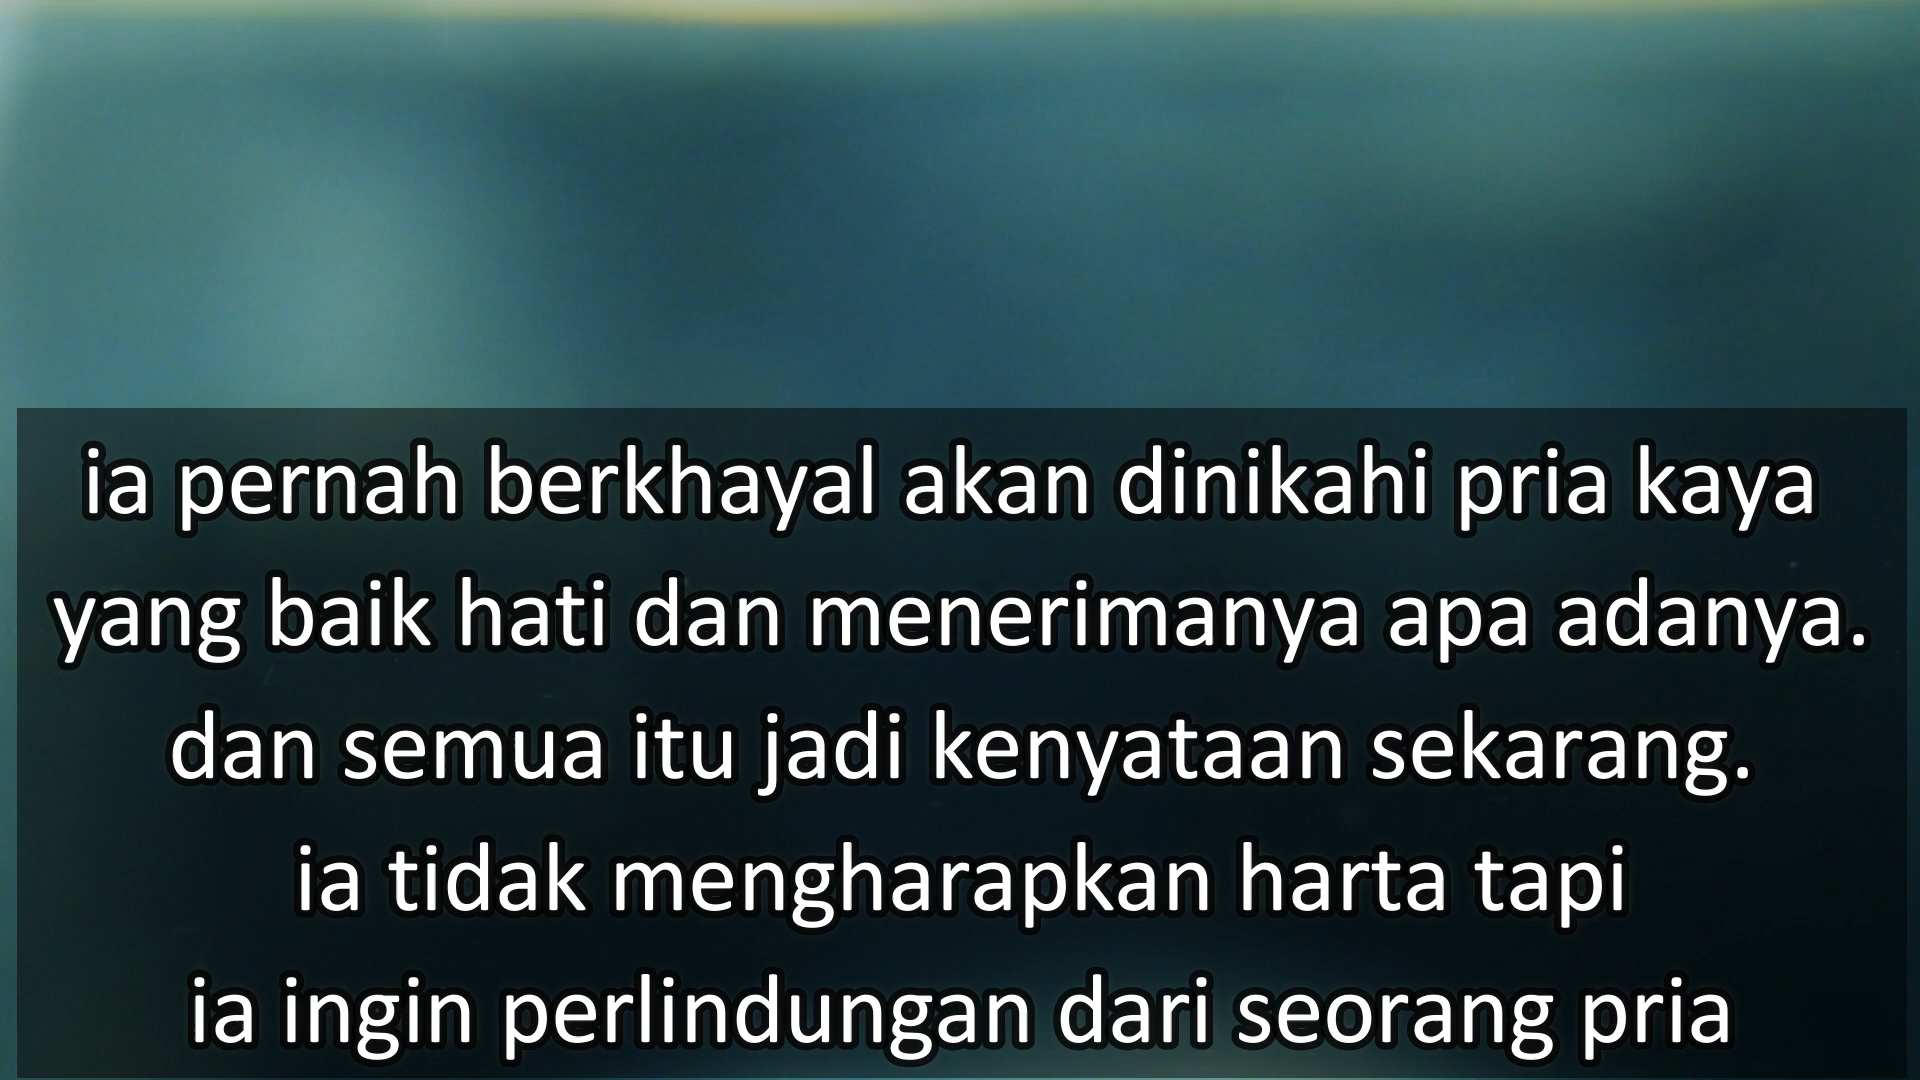 ia pernah berkhayal akan dinikahi pria kaya
yang baik hati dan menerimanya apa adanya.
dan semua itu jadi kenyataan sekarang.
ia tidak mengharapkan harta tapi
ia ingin perlindungan dari seorang pria